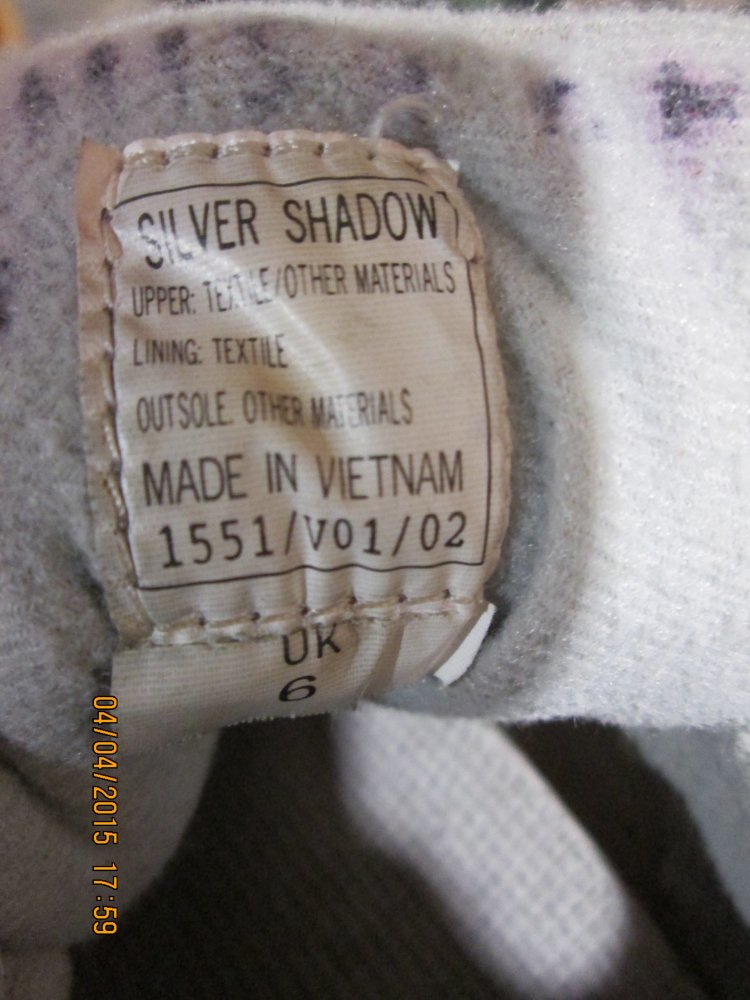 SILVER SHADOW
UPPER: TEXTILE/OTHER MATERIALS
LINING: TEXTILE
OUTSOLE. OTHER MATERIALS
MADE IN VIETNAM
1551/V01/02
UK
6
04/04/2015 17:59